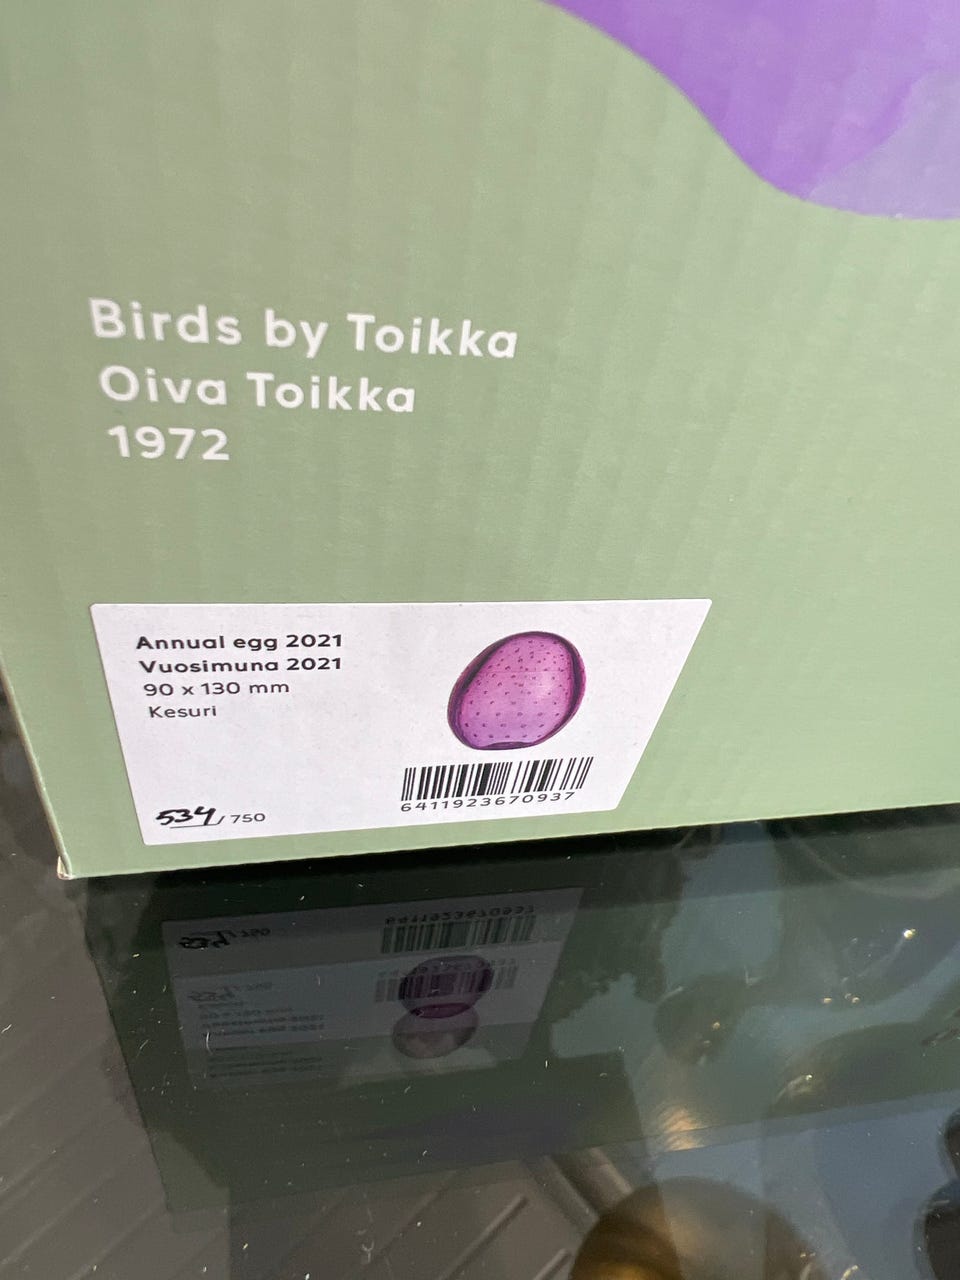 Birds by Toikka
Oiva Toikka
1972
Annual egg 2021
Vuosimuna 2021
90 x 130 mm
Kesuri
534/750
6411923670937